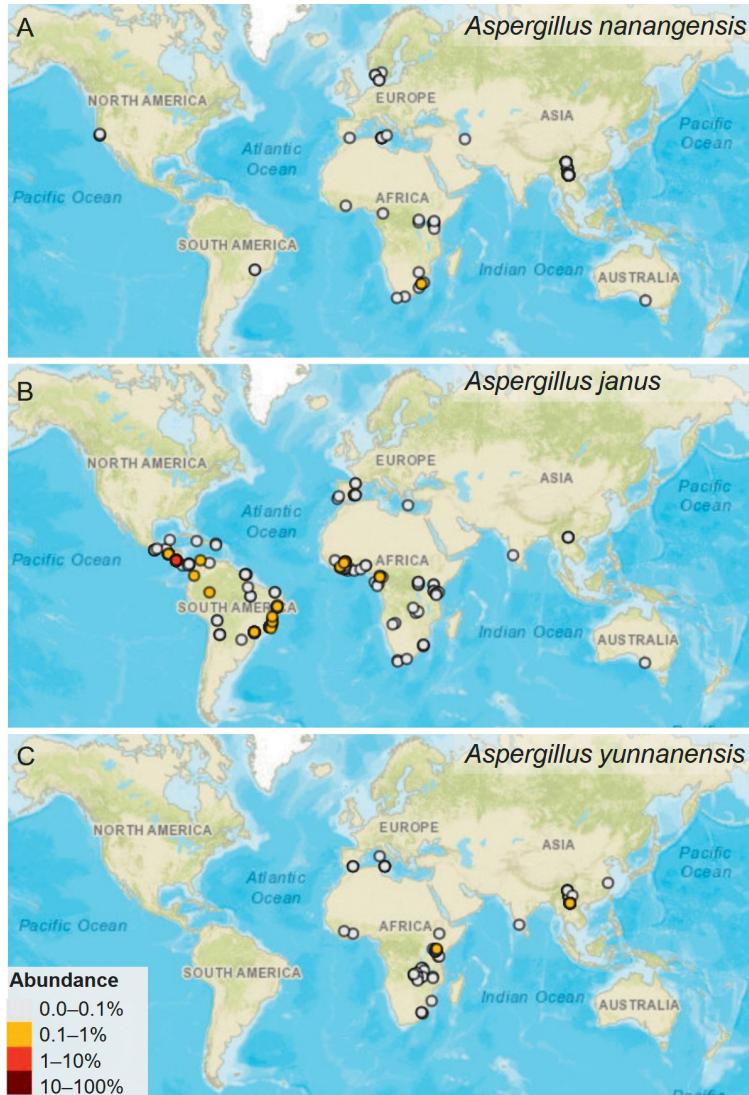 A
Aspergillus nanangensis
NORTH AMERICA
EUROPE
ASIA
Atlantic
Ocean
Pacific
Ocean
Pacific Ocean
AFRICA
SOUTH AMERICA
Indian Ocean
AUSTRALIA
B
Aspergillus janus
NORTH AMERICA
EUROPE
ASIA
Atlantic
Ocean
Pacific
Ocean
Pacific Ocean
AFRICA
SOUTH AMERICA
Indian Ocean
AUSTRALIA
C
Aspergillus yunnanensis
NORTH AMERICA
EUROPE
ASIA
Atlantic
Ocean
Pacific
Ocean
Pacific Ocean
AFRICA
SOUTH AMERICA
Indian Ocean
AUSTRALIA
Abundance
0.0–0.1%
0.1–1%
1–10%
10–100%